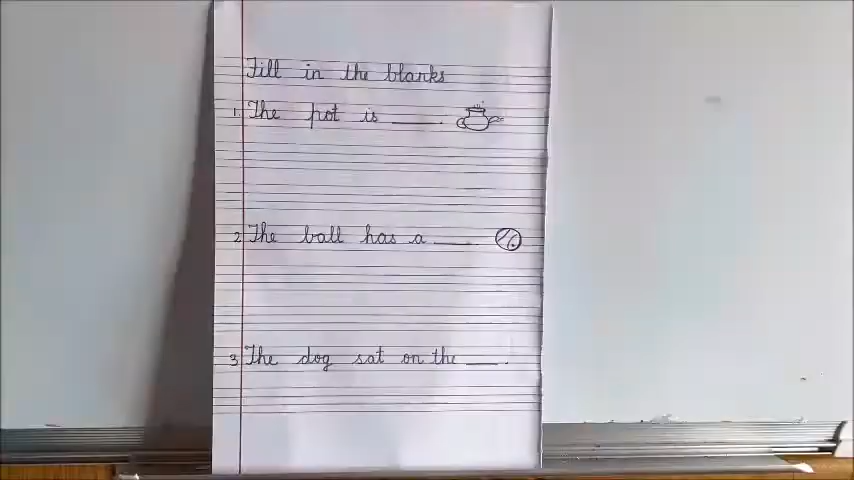 Fill in the blanks
1. The pot is ____.
2 The ball has a ____
3 The dog sat on the ____.